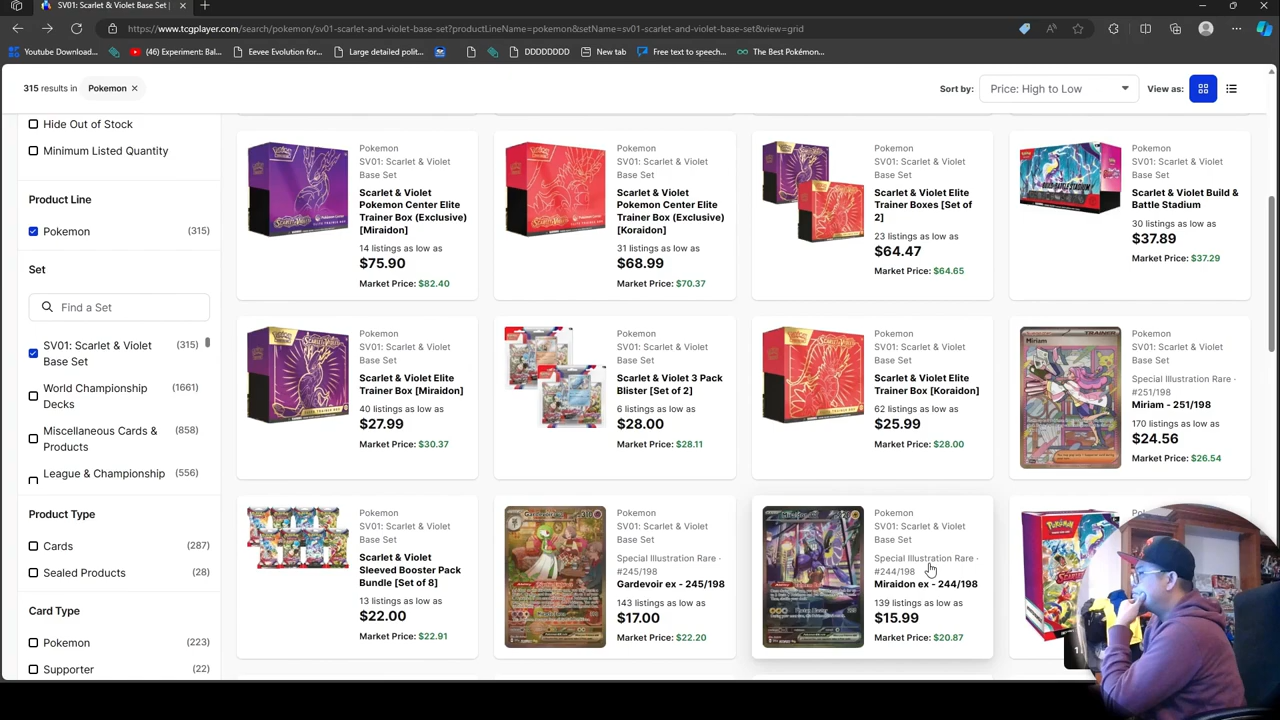 SV01: Scarlet & Violet Base Set |
https://www.tcgplayer.com/search/pokemon/sv01-scarlet-and-violet-base-set?productLineName=pokemon&setName=sv01-scarlet-and-violet-base-set&view=grid
Youtube Download...
(46) Experiment: Bal...
Eevee Evolution for...
Large detailed polit...
DDDDDDDD
New tab
Free text to speech...
The Best Pokémon...
315 results in
Pokemon
Sort by:
Price: High to Low
View as:
Hide Out of Stock
Minimum Listed Quantity
Product Line
Pokemon (315)
Set
Find a Set
SV01: Scarlet & Violet (315)
Base Set
World Championship (1661)
Decks
Miscellaneous Cards & (858)
Products
League & Championship (556)
Product Type
Cards (287)
Sealed Products (28)
Card Type
Pokemon (223)
Supporter (22)
Pokemon
SV01: Scarlet & Violet
Base Set
Scarlet & Violet
Pokemon Center Elite
Trainer Box (Exclusive)
[Miraidon]
14 listings as low as
$75.90
Market Price: $82.40
Pokemon
SV01: Scarlet & Violet
Base Set
Scarlet & Violet
Pokemon Center Elite
Trainer Box (Exclusive)
[Koraidon]
31 listings as low as
$68.99
Market Price: $70.37
Pokemon
SV01: Scarlet & Violet
Base Set
Scarlet & Violet Elite
Trainer Boxes [Set of
2]
23 listings as low as
$64.47
Market Price: $64.65
Pokemon
SV01: Scarlet & Violet
Base Set
Scarlet & Violet Build &
Battle Stadium
30 listings as low as
$37.89
Market Price: $37.29
Pokemon
SV01: Scarlet & Violet
Base Set
Scarlet & Violet Elite
Trainer Box [Miraidon]
40 listings as low as
$27.99
Market Price: $30.37
Pokemon
SV01: Scarlet & Violet
Base Set
Scarlet & Violet 3 Pack
Blister [Set of 2]
6 listings as low as
$28.00
Market Price: $28.11
Pokemon
SV01: Scarlet & Violet
Base Set
Scarlet & Violet Elite
Trainer Box [Koraidon]
62 listings as low as
$25.99
Market Price: $28.00
TRAINER
Miriam
Pokemon
SV01: Scarlet & Violet
Base Set
Special Illustration Rare ·
#251/198
Miriam - 251/198
170 listings as low as
$24.56
Market Price: $26.54
Pokemon
SV01: Scarlet & Violet
Base Set
Scarlet & Violet
Sleeved Booster Pack
Bundle [Set of 8]
13 listings as low as
$22.00
Market Price: $22.91
Pokemon
SV01: Scarlet & Violet
Base Set
Special Illustration Rare ·
#245/198
Gardevoir ex - 245/198
143 listings as low as
$17.00
Market Price: $22.20
Pokemon
SV01: Scarlet & Violet
Base Set
Special Illustration Rare ·
#244/198
Miraidon ex - 244/198
139 listings as low as
$15.99
Market Price: $20.87